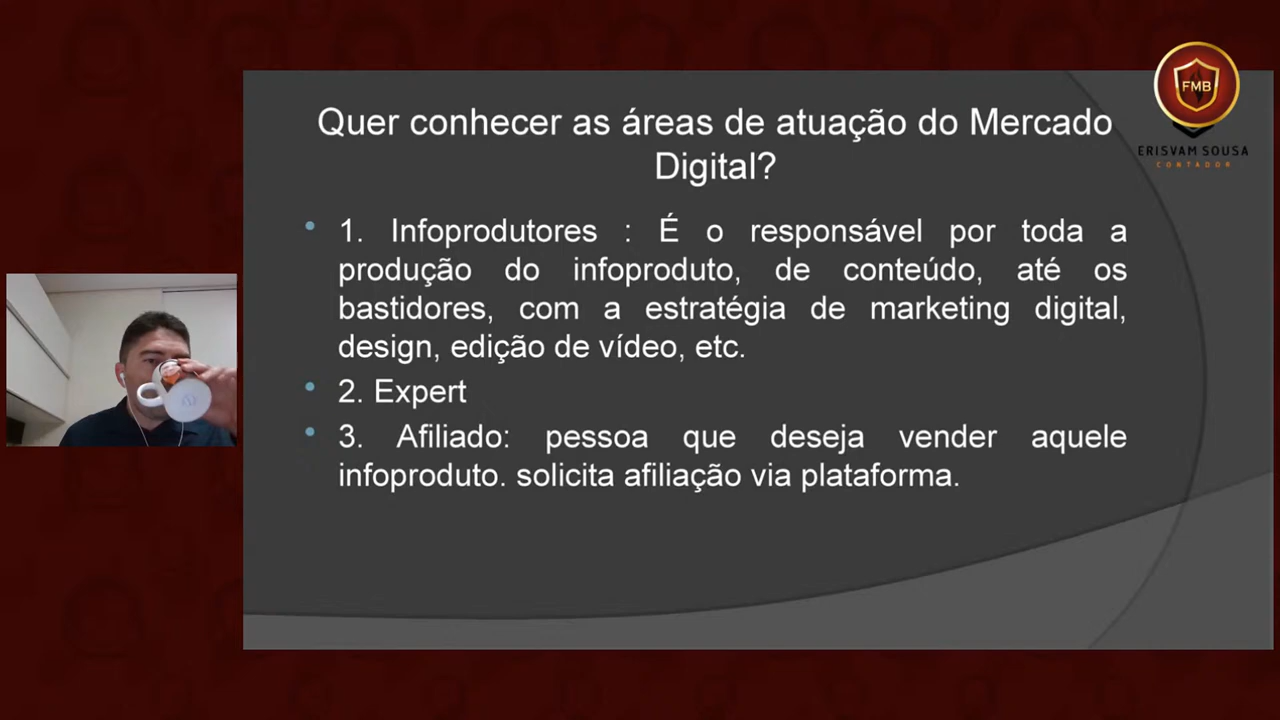 FMB
ERISVAM SOUSA
CONTADOR
Quer conhecer as áreas de atuação do Mercado
Digital?
1. Infoprodutores : É o responsável por toda a
produção do infoproduto, de conteúdo, até os
bastidores, com a estratégia de marketing digital,
design, edição de vídeo, etc.
2. Expert
3. Afiliado: pessoa que deseja vender aquele
infoproduto. solicita afiliação via plataforma.